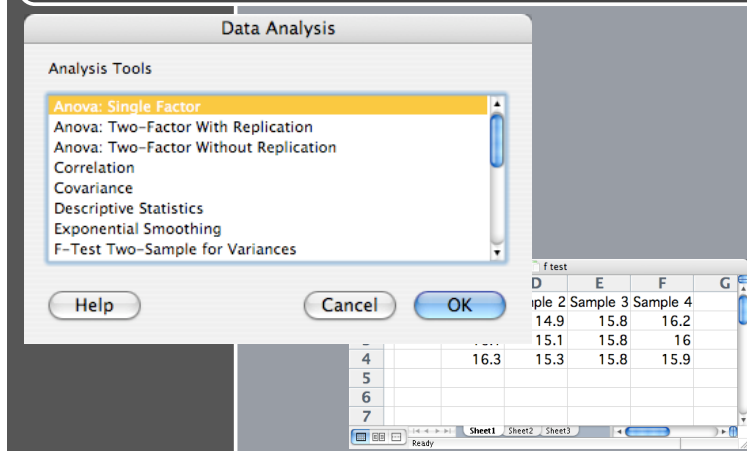 Data Analysis
Analysis Tools
Anova: Single Factor
Anova: Two-Factor With Replication
Anova: Two-Factor Without Replication
Correlation
Covariance
Descriptive Statistics
Exponential Smoothing
F-Test Two-Sample for Variances
Help Cancel OK
f test
D E F G
2 Sample 3 Sample 4
14.9 15.8 16.2
15.1 15.8 16
4 16.3 15.3 15.8 15.9
5
6
7
Sheet1 Sheet2 Sheet3
Ready